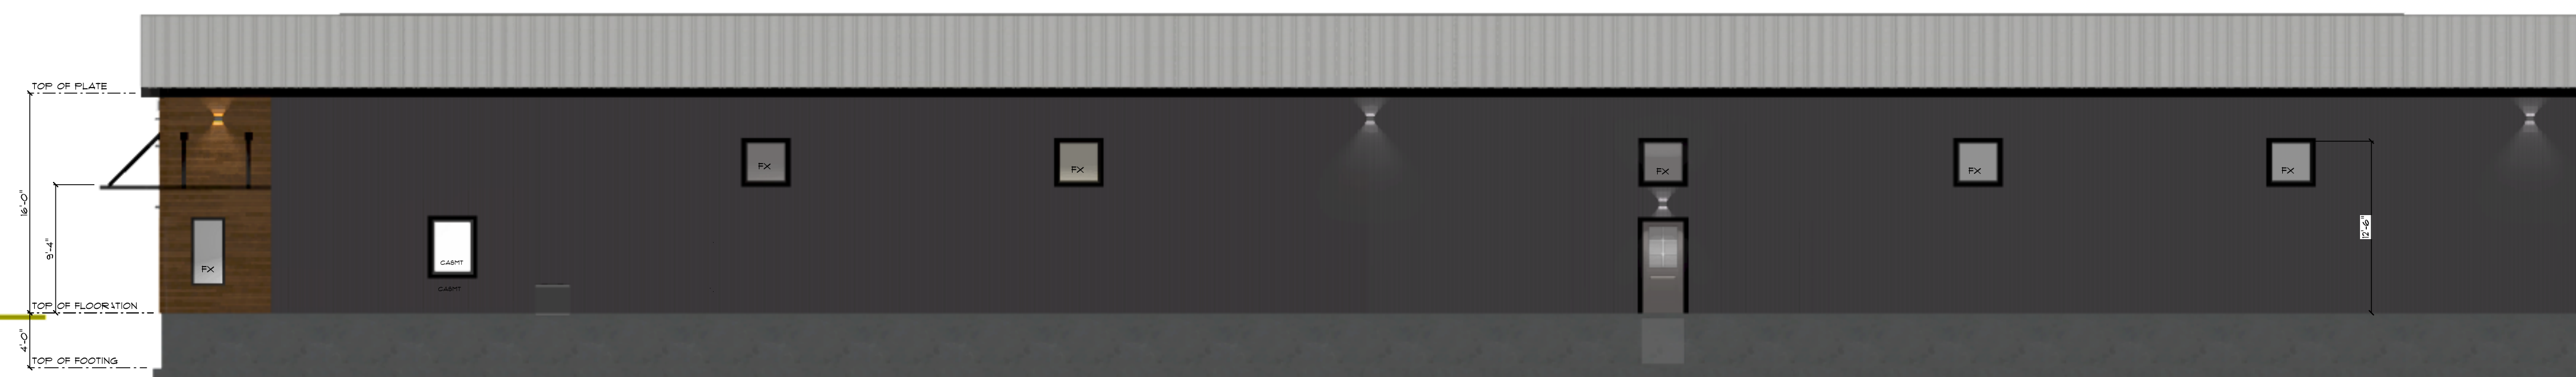 TOP OF PLATE
16'-0"
9'-4"
FX
CASMT
CASMT
FX
FX
FX
FX
FX
12'-6"
TOP OF FLOORATION
4'-0"
TOP OF FOOTING